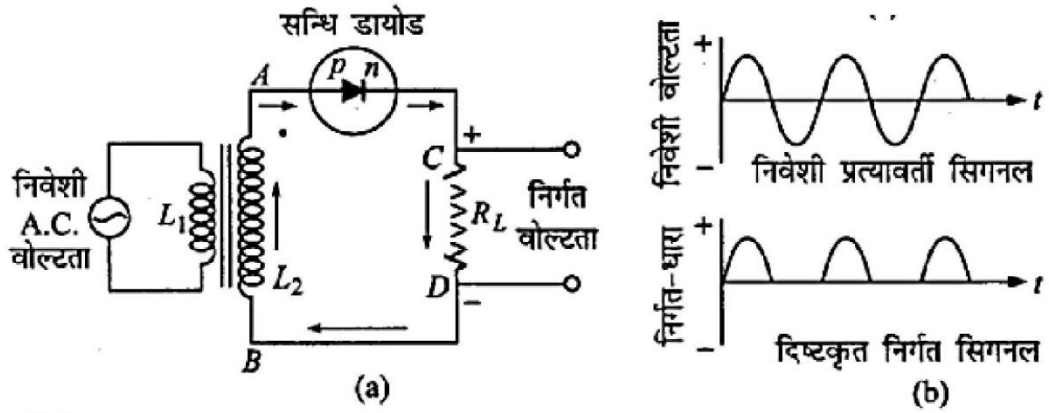 सन्धि डायोड
p n
A
निवेशी
A.C.
वोल्टता
L1
L2
+
C
RL
D
−
निर्गत
वोल्टता
B
(a)
निवेशी वोल्टता
+
−
t
निवेशी प्रत्यावर्ती सिगनल
निर्गत-धारा
+
−
t
दिष्टकृत निर्गत सिगनल
(b)